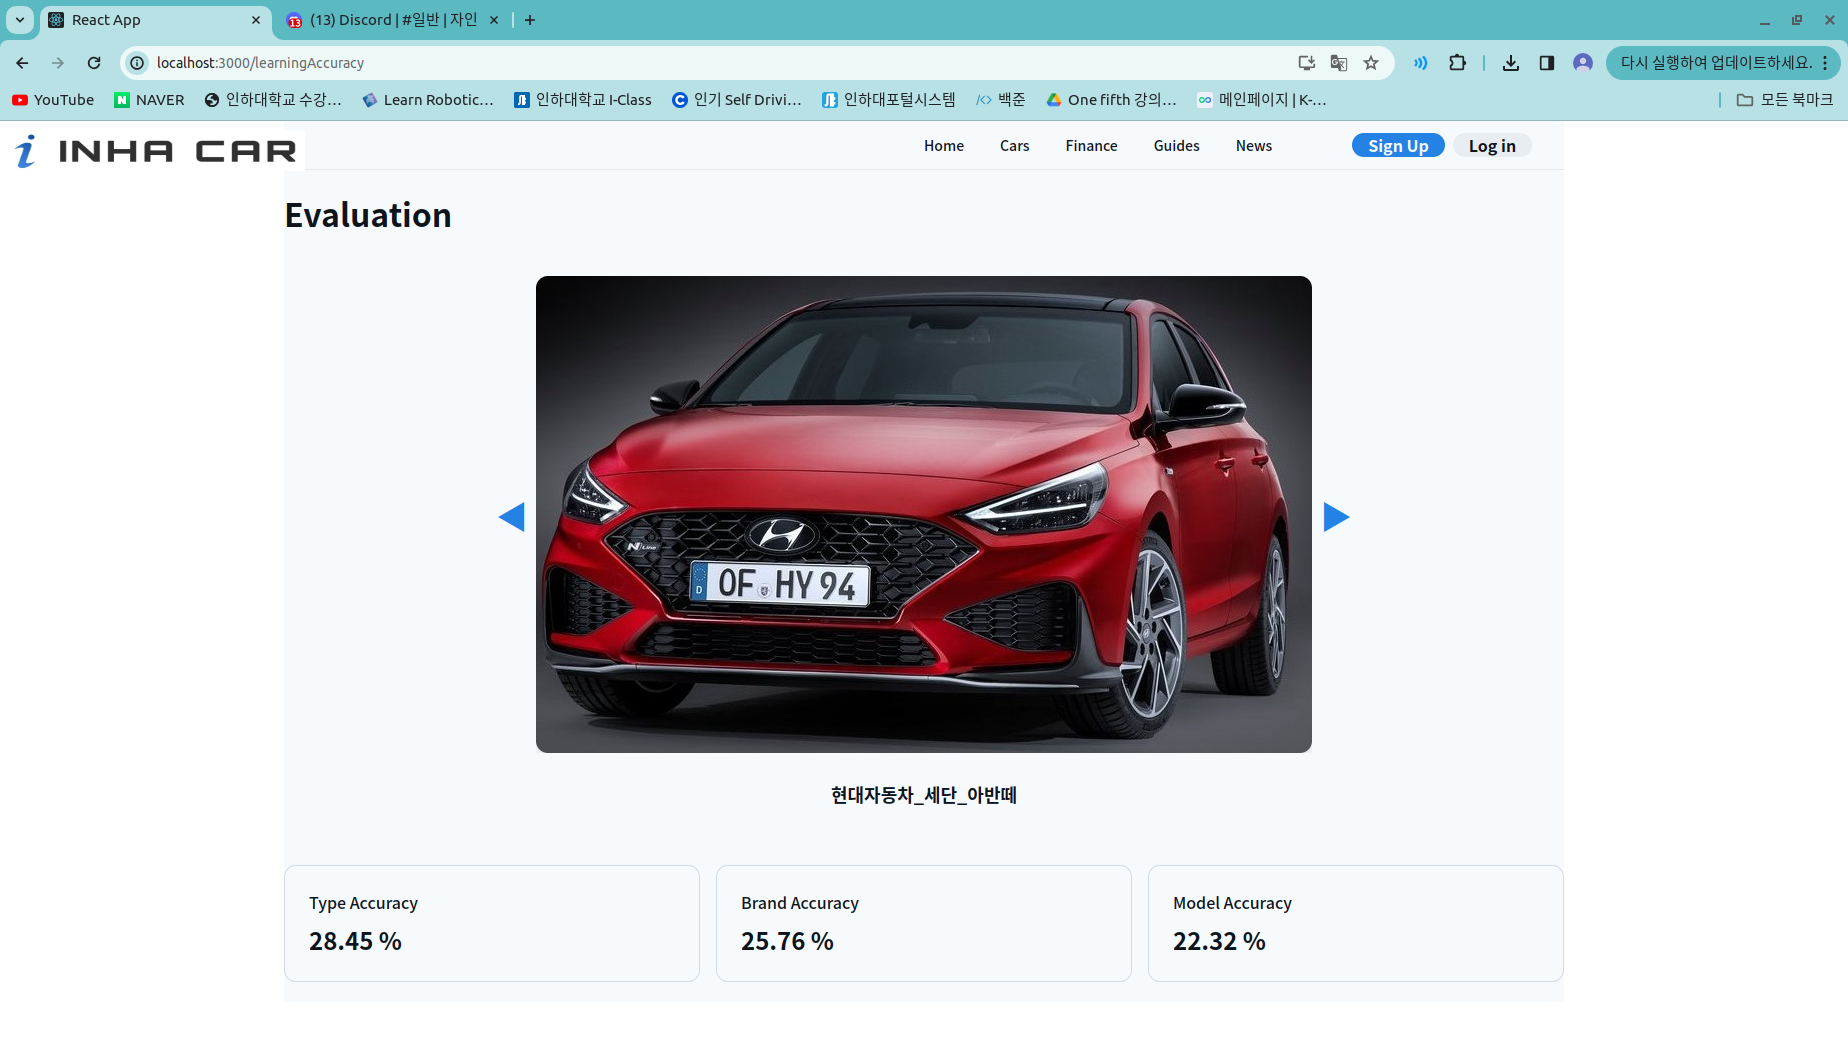 React App
(13) Discord | #일반 | 자인
localhost:3000/learningAccuracy
다시 실행하여 업데이트하세요.
YouTube
NAVER
인하대학교 수강...
Learn Robotic...
인하대학교 I-Class
인기 Self Drivi...
인하대포털시스템
백준
One fifth 강의...
메인페이지 | K-...
모든 북마크
i INHA CAR
Home
Cars
Finance
Guides
News
Sign Up
Log in
Evaluation
N Line
D
OF HY 94
현대자동차_세단_아반떼
Type Accuracy
28.45 %
Brand Accuracy
25.76 %
Model Accuracy
22.32 %